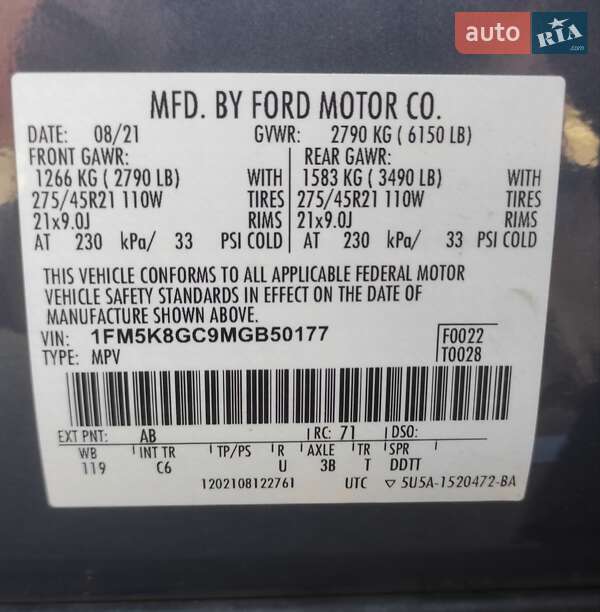 auto RIA .com
MFD. BY FORD MOTOR CO.
DATE: 08/21 GVWR: 2790 KG ( 6150 LB)
FRONT GAWR: REAR GAWR:
1266 KG ( 2790 LB) WITH 1583 KG ( 3490 LB) WITH
275/45R21 110W TIRES 275/45R21 110W TIRES
21x9.0J RIMS 21x9.0J RIMS
AT 230 kPa/ 33 PSI COLD AT 230 kPa/ 33 PSI COLD
THIS VEHICLE CONFORMS TO ALL APPLICABLE FEDERAL MOTOR
VEHICLE SAFETY STANDARDS IN EFFECT ON THE DATE OF
MANUFACTURE SHOWN ABOVE.
VIN: 1FM5K8GC9MGB50177 F0022
TYPE: MPV T0028
EXT PNT: AB RC: 71 DSO:
WB INT TR TP/PS R AXLE TR SPR
119 C6 U 3B T DDTT
1202108122761 UTC ▽ 5U5A-1520472-BA